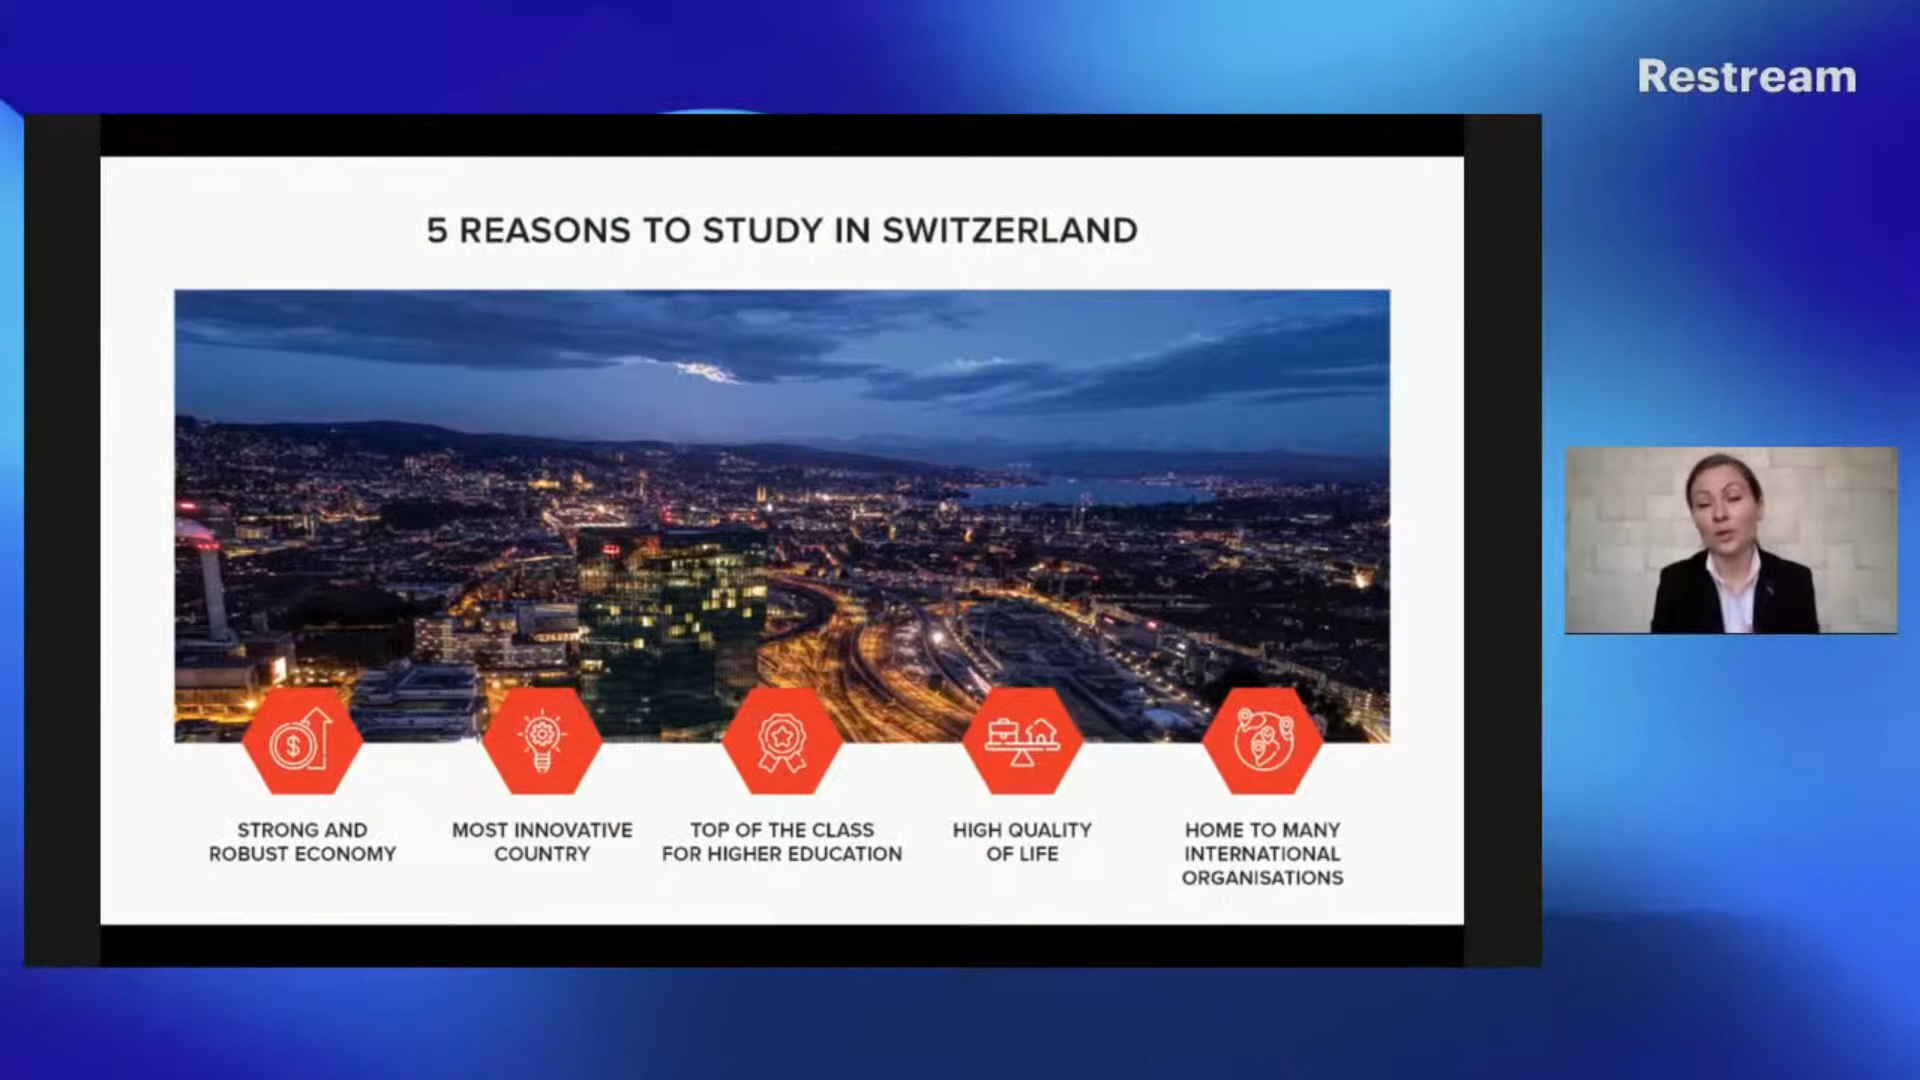 Restream
5 REASONS TO STUDY IN SWITZERLAND
STRONG AND
ROBUST ECONOMY
MOST INNOVATIVE
COUNTRY
TOP OF THE CLASS
FOR HIGHER EDUCATION
HIGH QUALITY
OF LIFE
HOME TO MANY
INTERNATIONAL
ORGANISATIONS